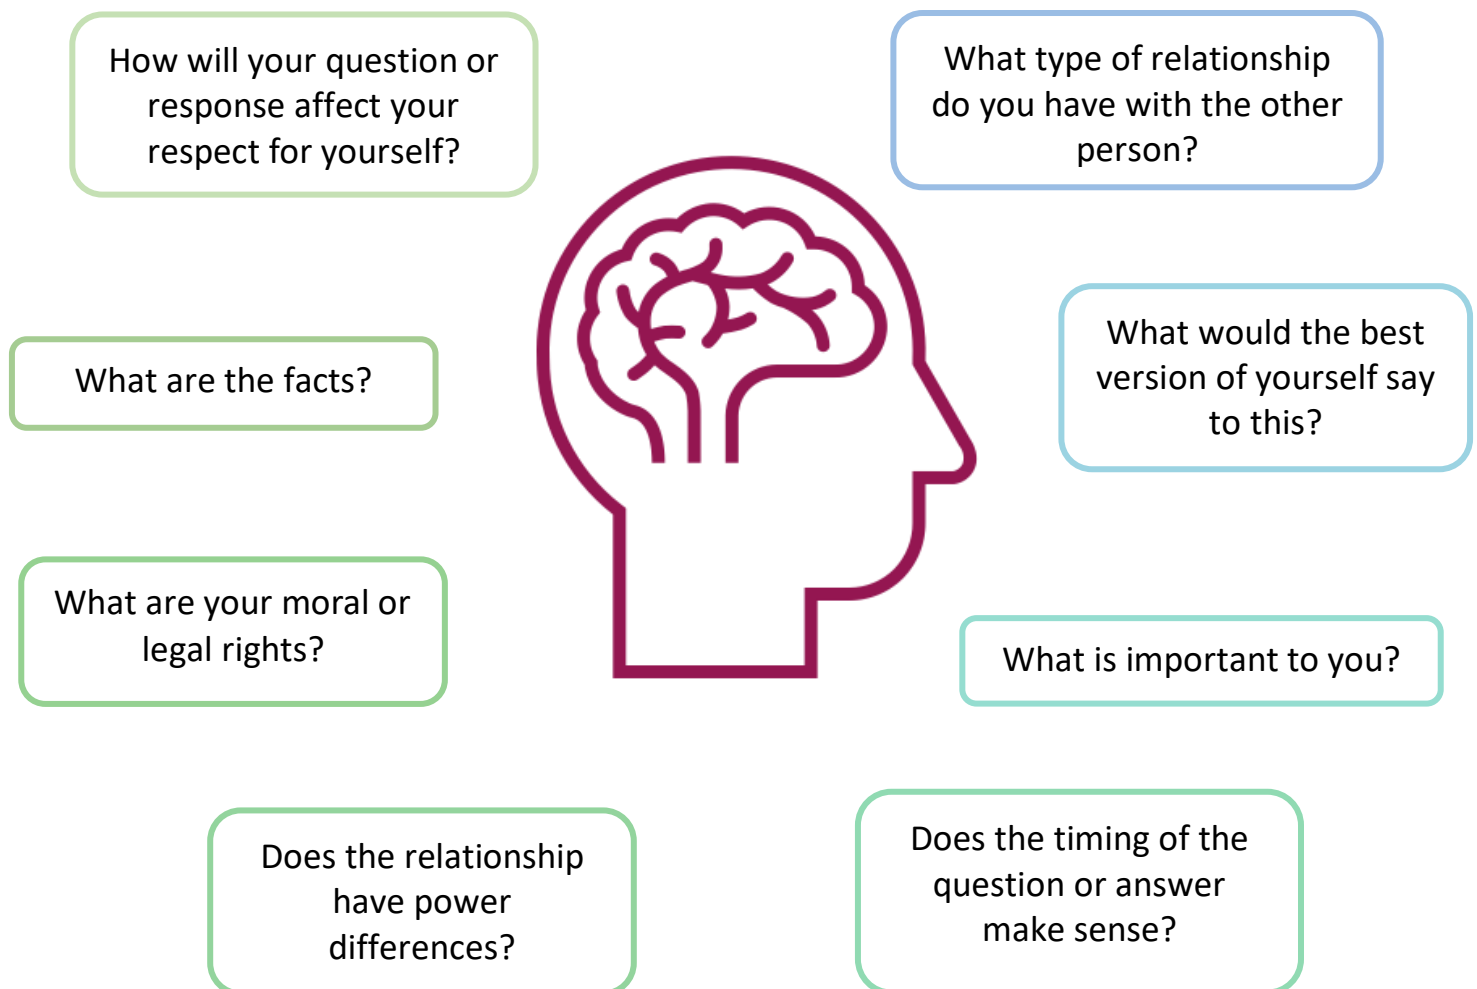 How will your question or
response affect your
respect for yourself?
What type of relationship
do you have with the other
person?
What are the facts?
What would the best
version of yourself say
to this?
What are your moral or
legal rights?
What is important to you?
Does the relationship
have power
differences?
Does the timing of the
question or answer
make sense?